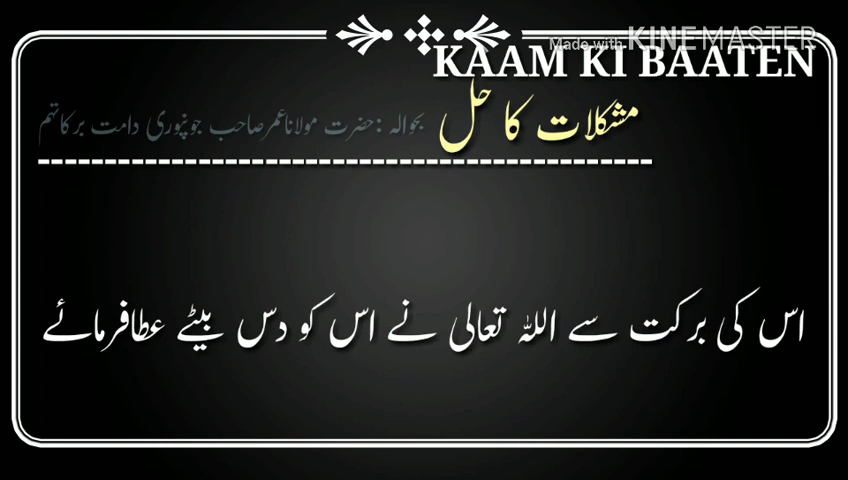 Made with KINEMASTER
KAAM KI BAATEN
مشکلات کا حل بحوالہ : حضرت مولانا عمر صاحب جونپوری دامت برکاتہم
اس کی برکت سے اللہ تعالی نے اس کو دس بیٹے عطا فرمائے